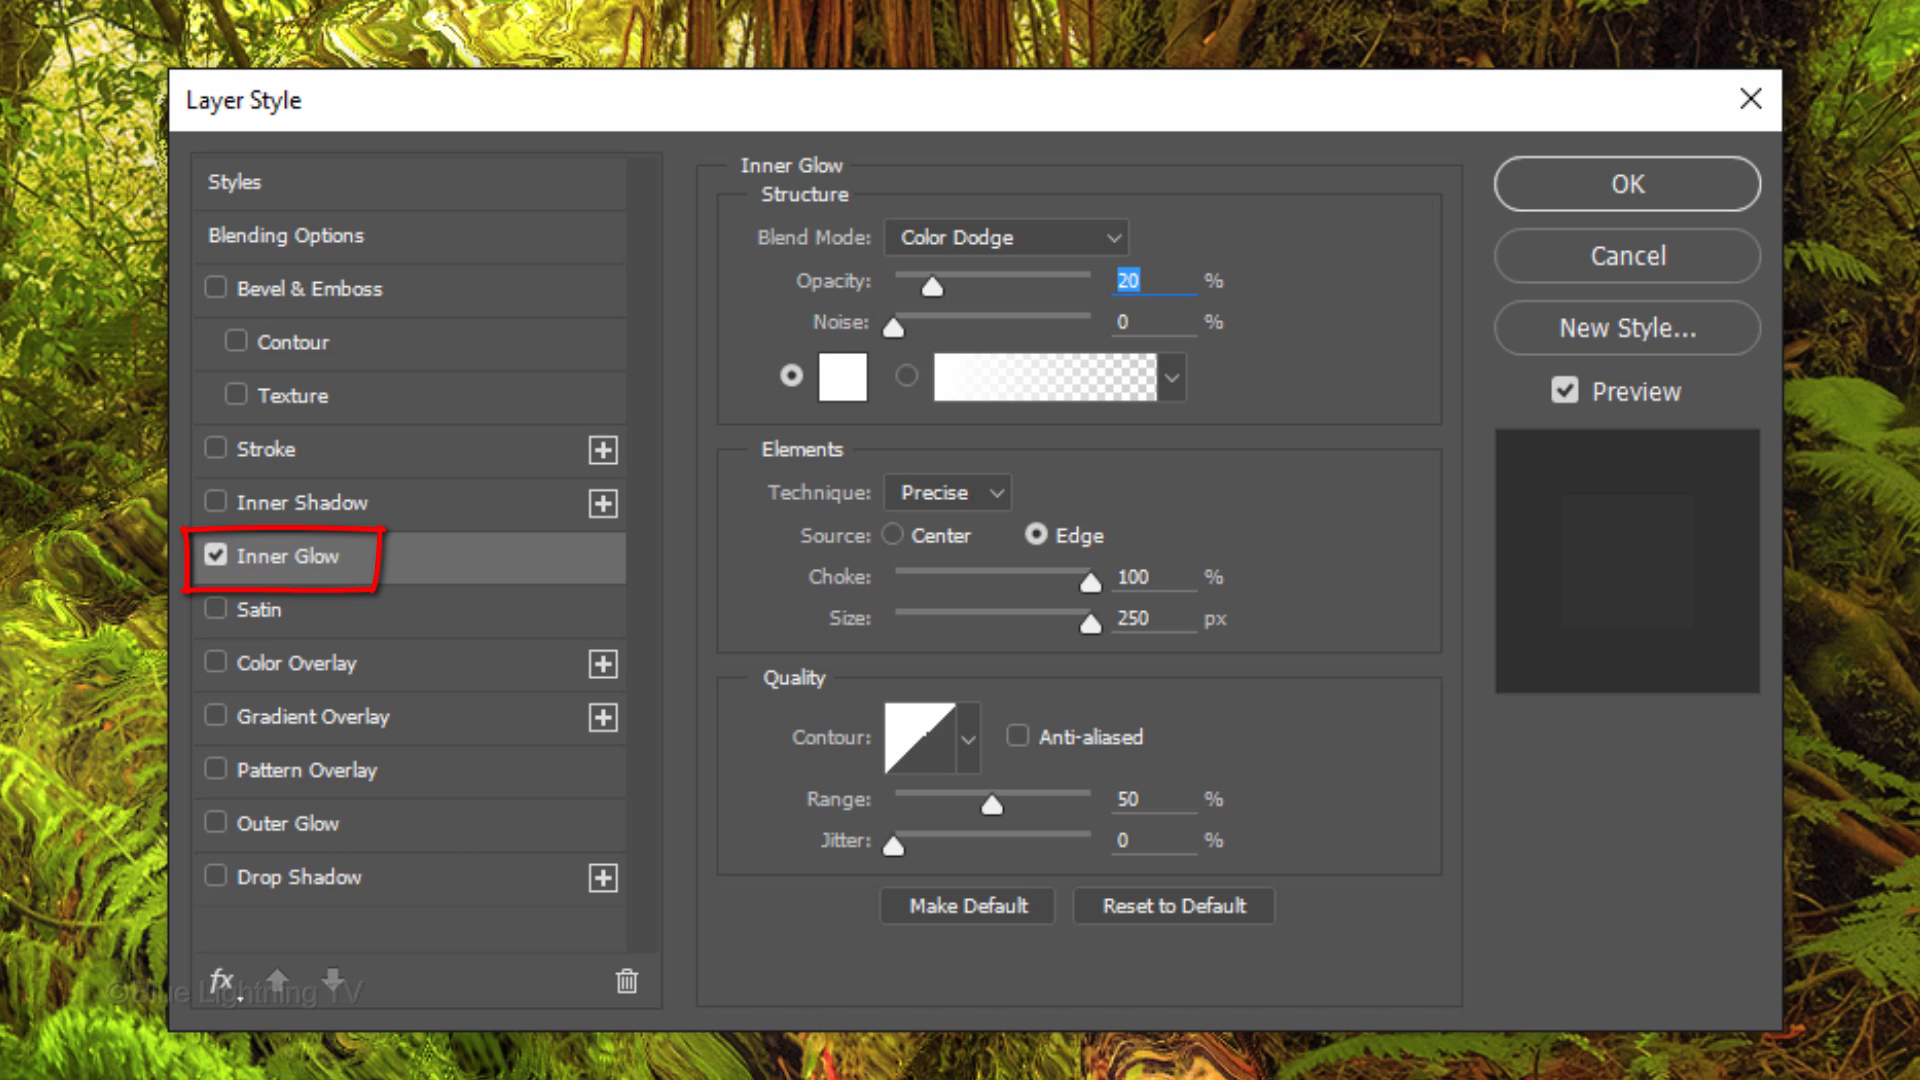 Layer Style
Styles
Blending Options
Bevel & Emboss
Contour
Texture
Stroke
Inner Shadow
Inner Glow
Satin
Color Overlay
Gradient Overlay
Pattern Overlay
Outer Glow
Drop Shadow
fx
©Blue Lightning TV
Inner Glow
Structure
Blend Mode: Color Dodge
Opacity: 20 %
Noise: 0 %
Elements
Technique: Precise
Source: Center Edge
Choke: 100 %
Size: 250 px
Quality
Contour: Anti-aliased
Range: 50 %
Jitter: 0 %
Make Default Reset to Default
OK
Cancel
New Style...
Preview